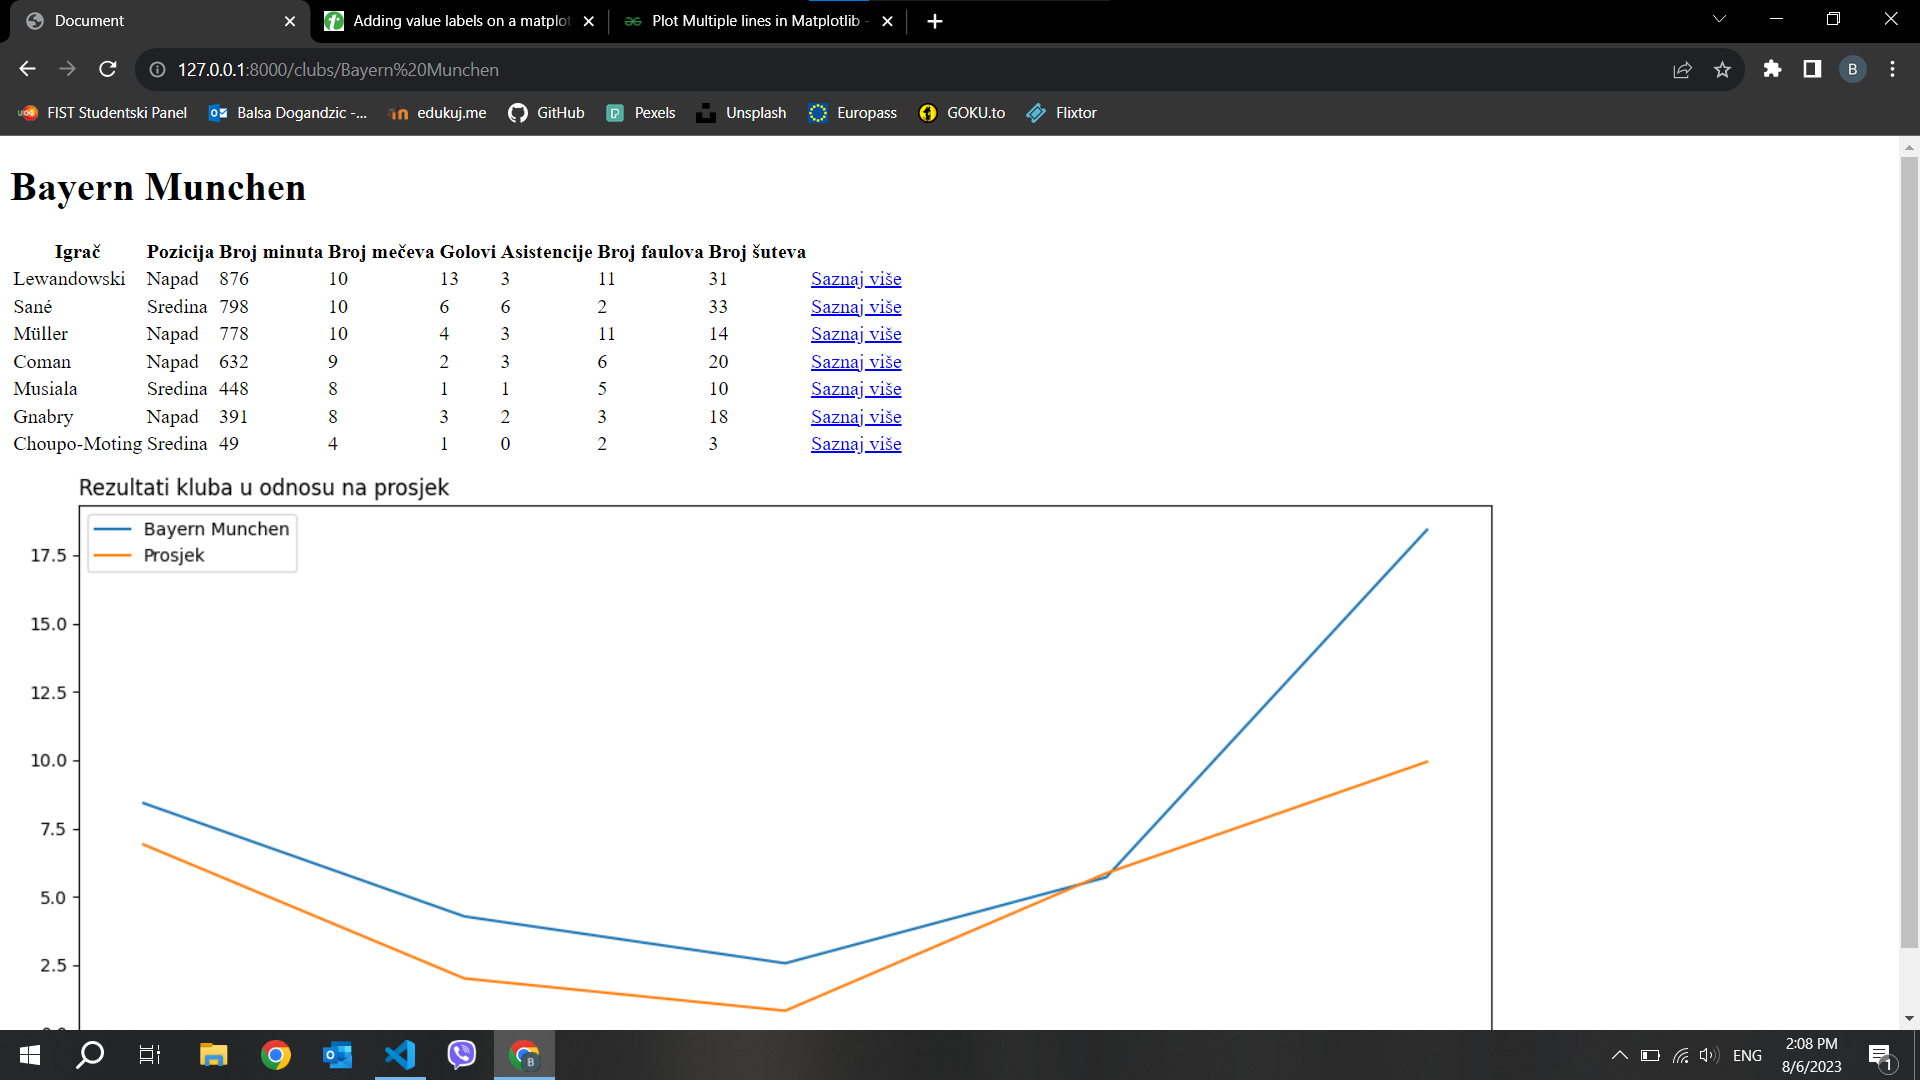 Document
Adding value labels on a matplot
Plot Multiple lines in Matplotlib -
127.0.0.1:8000/clubs/Bayern%20Munchen
B
FIST Studentski Panel
Balsa Dogandzic -...
edukuj.me
GitHub
Pexels
Unsplash
Europass
GOKU.to
Flixtor
Bayern Munchen
Igrač Pozicija Broj minuta Broj mečeva Golovi Asistencije Broj faulova Broj šuteva
Lewandowski Napad 876 10 13 3 11 31 Saznaj više
Sané Sredina 798 10 6 6 2 33 Saznaj više
Müller Napad 778 10 4 3 11 14 Saznaj više
Coman Napad 632 9 2 3 6 20 Saznaj više
Musiala Sredina 448 8 1 1 5 10 Saznaj više
Gnabry Napad 391 8 3 2 3 18 Saznaj više
Choupo-Moting Sredina 49 4 1 0 2 3 Saznaj više
Rezultati kluba u odnosu na prosjek
Bayern Munchen
Prosjek
17.5
15.0
12.5
10.0
7.5
5.0
2.5
ENG
2:08 PM
8/6/2023
1